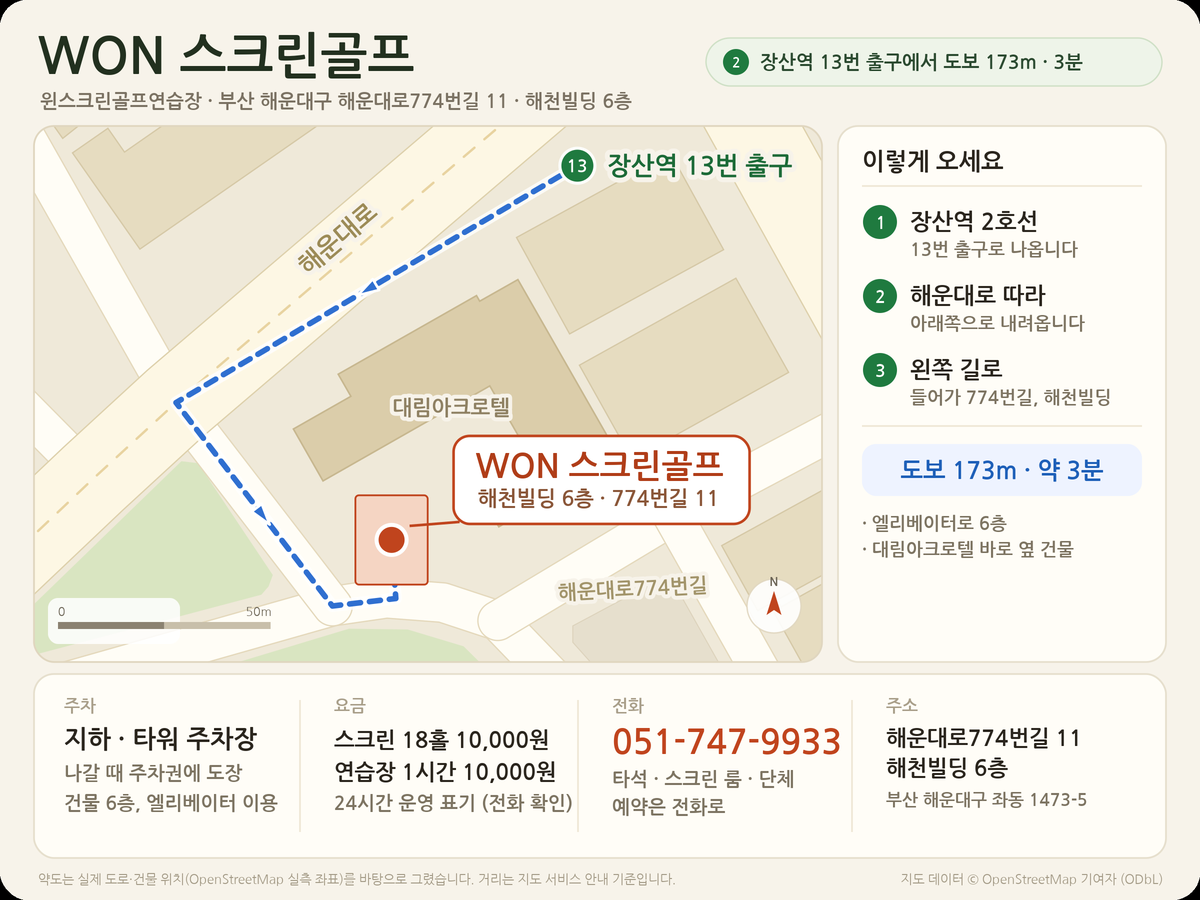 WON 스크린골프
윈스크린골프연습장 · 부산 해운대구 해운대로774번길 11 · 해천빌딩 6층
2 장산역 13번 출구에서 도보 173m · 3분
13 장산역 13번 출구
해운대로
대림아크로텔
WON 스크린골프
해천빌딩 6층 · 774번길 11
해운대로774번길
N
0 50m
이렇게 오세요
1 장산역 2호선
13번 출구로 나옵니다
2 해운대로 따라
아래쪽으로 내려옵니다
3 왼쪽 길로
들어가 774번길, 해천빌딩
도보 173m · 약 3분
· 엘리베이터로 6층
· 대림아크로텔 바로 옆 건물
주차
지하 · 타워 주차장
나갈 때 주차권에 도장
건물 6층, 엘리베이터 이용
요금
스크린 18홀 10,000원
연습장 1시간 10,000원
24시간 운영 표기 (전화 확인)
전화
051-747-9933
타석 · 스크린 룸 · 단체
예약은 전화로
주소
해운대로774번길 11
해천빌딩 6층
부산 해운대구 좌동 1473-5
약도는 실제 도로·건물 위치(OpenStreetMap 실측 좌표)를 바탕으로 그렸습니다. 거리는 지도 서비스 안내 기준입니다.
지도 데이터 © OpenStreetMap 기여자 (ODbL)